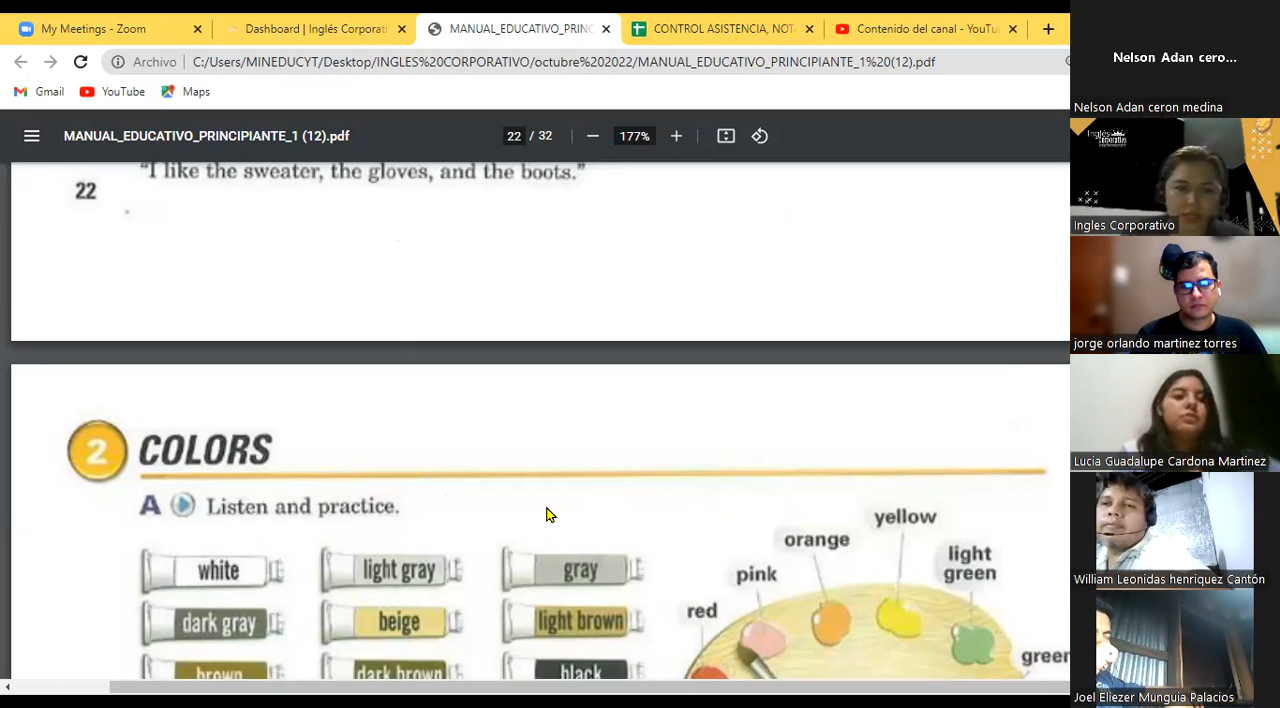 My Meetings - Zoom
Dashboard | Inglés Corporati
MANUAL_EDUCATIVO_PRINC
CONTROL ASISTENCIA, NOT
Contenido del canal - YouTu
Archivo
C:/Users/MINEDUCYT/Desktop/INGLES%20CORPORATIVO/octubre%202022/MANUAL_EDUCATIVO_PRINCIPIANTE_1%20(12).pdf
Gmail
YouTube
Maps
MANUAL_EDUCATIVO_PRINCIPIANTE_1 (12).pdf
22 / 32
177%
"I like the sweater, the gloves, and the boots."
22
2 COLORS
A Listen and practice.
white
light gray
gray
dark gray
beige
light brown
brown
dark brown
black
red
pink
orange
yellow
light
green
green
Nelson Adan cero...
Nelson Adan ceron medina
Inglés
Corporativo
Ingles Corporativo
jorge orlando martinez torres
Lucia Guadalupe Cardona Martinez
William Leonidas henriquez Cantón
Joel Eliezer Munguia Palacios